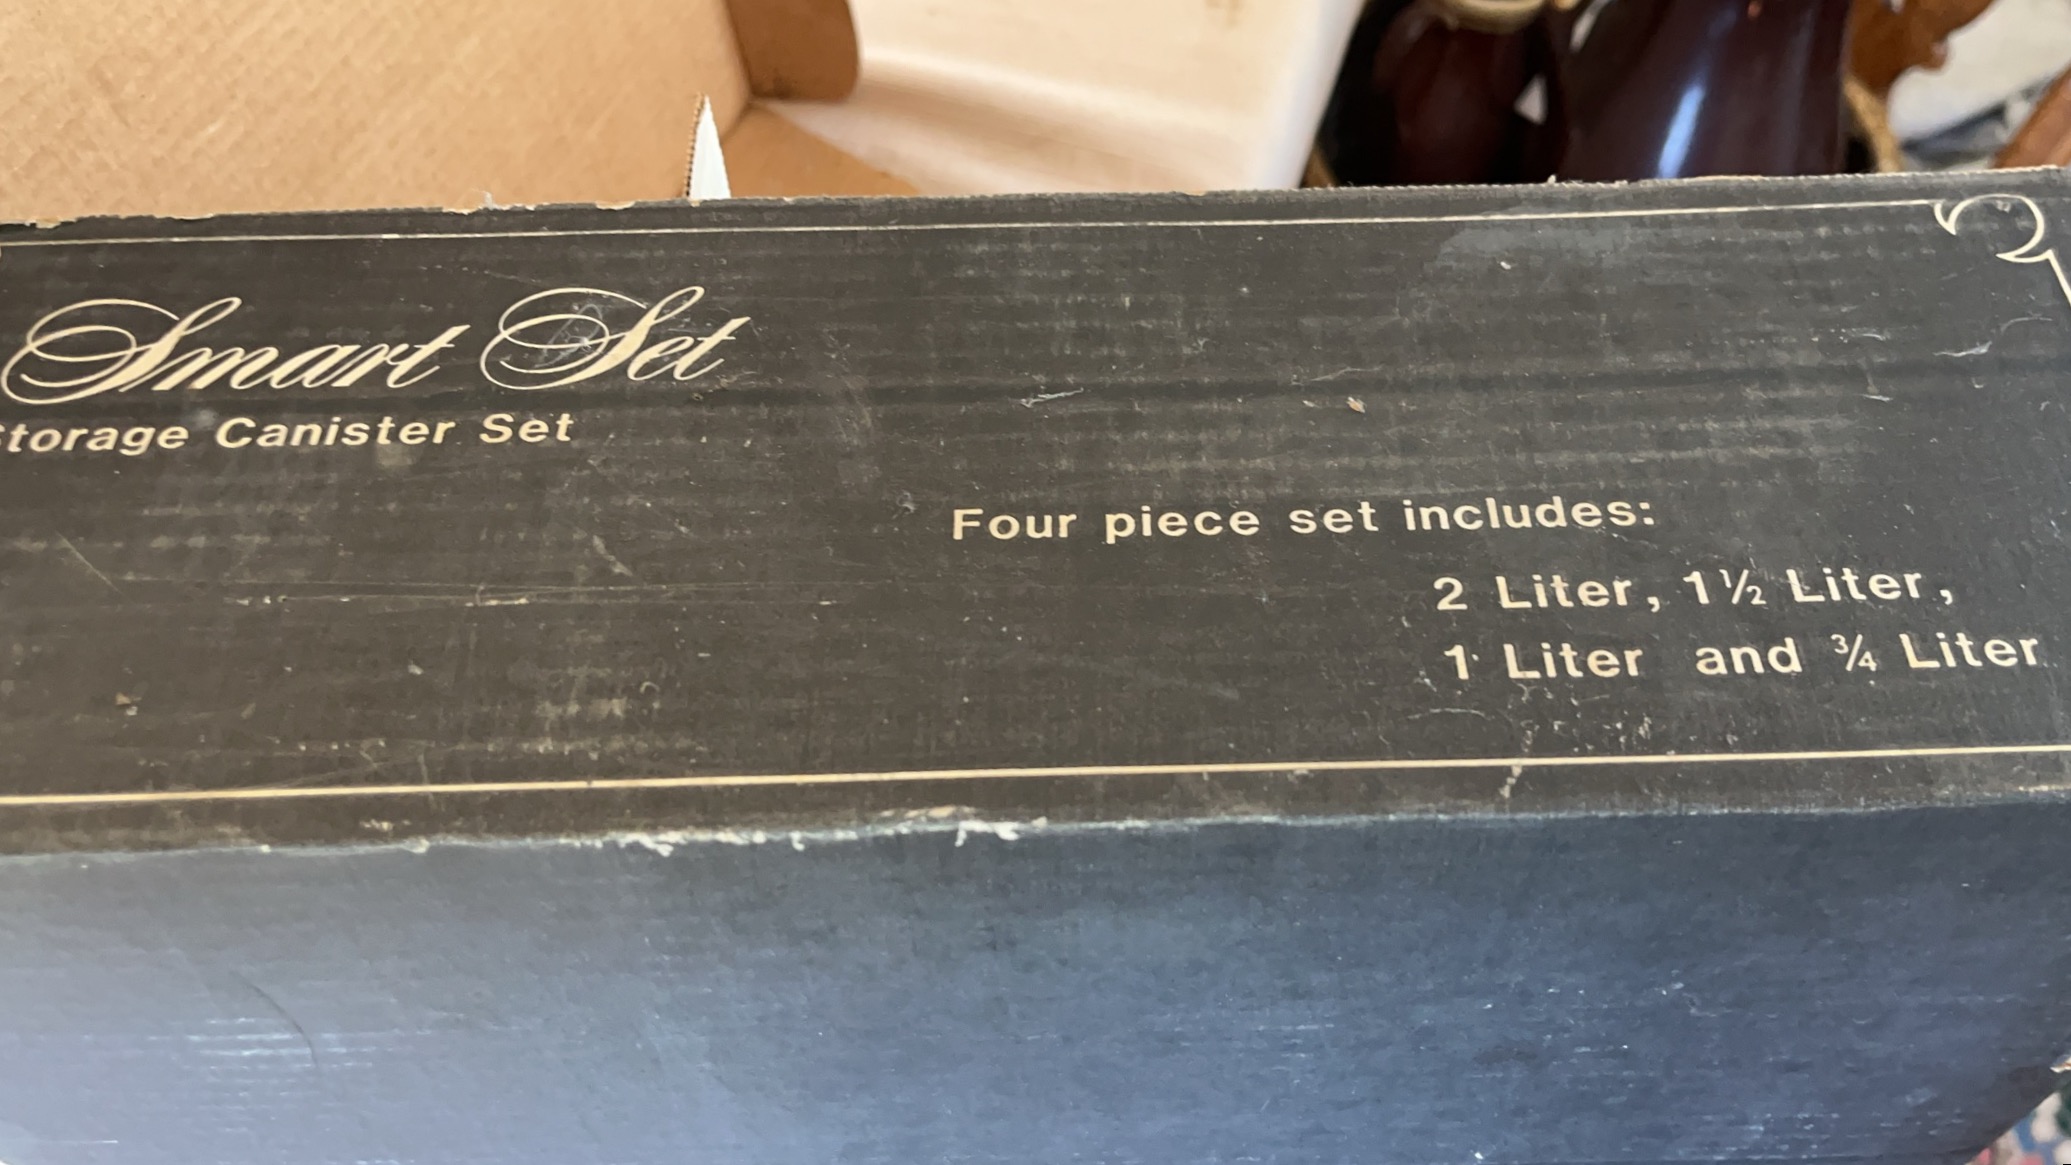 Smart Set
Storage Canister Set
Four piece set includes:
2 Liter, 1½ Liter,
1 Liter and ¾ Liter